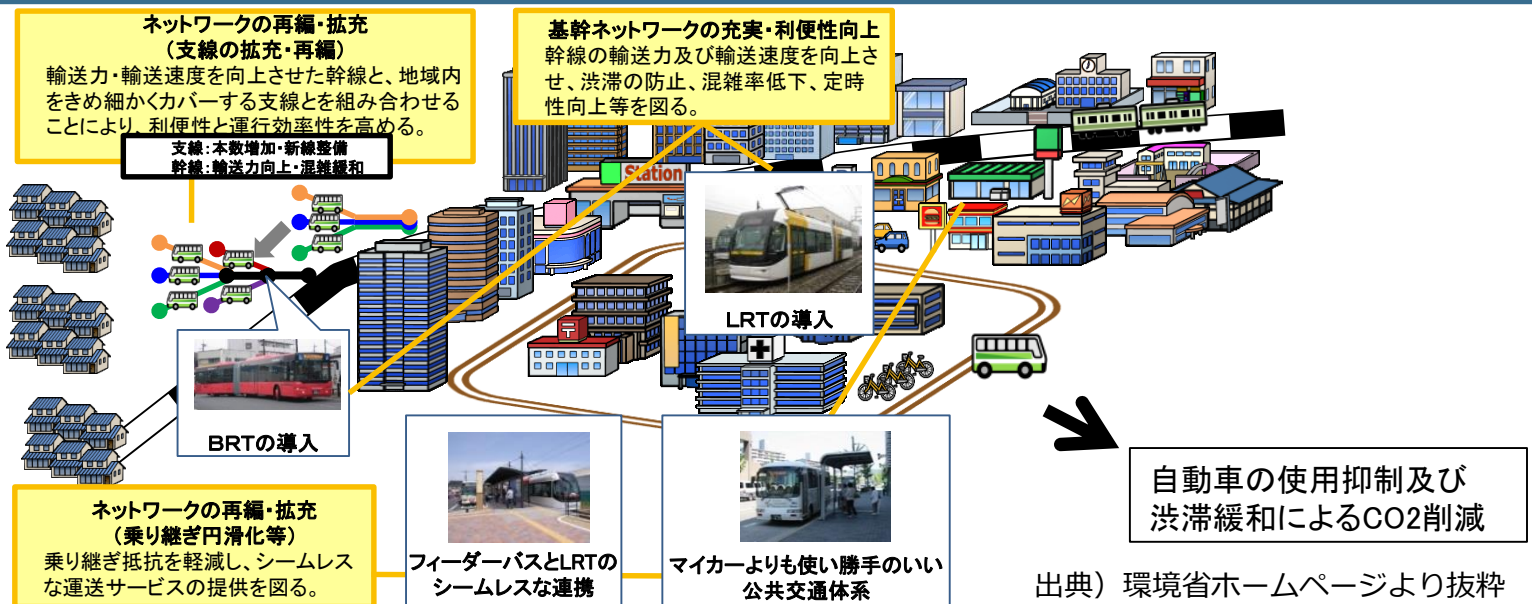 ネットワークの再編・拡充
(支線の拡充・再編)
輸送力・輸送速度を向上させた幹線と、地域内
をきめ細かくカバーする支線とを組み合わせる
ことにより、利便性と運行効率性を高める。
支線:本数増加・新線整備
幹線:輸送力向上・混雑緩和
基幹ネットワークの充実・利便性向上
幹線の輸送力及び輸送速度を向上さ
せ、渋滞の防止、混雑率低下、定時
性向上等を図る。
Station
LRTの導入
BRTの導入
ネットワークの再編・拡充
(乗り継ぎ円滑化等)
乗り継ぎ抵抗を軽減し、シームレス
な運送サービスの提供を図る。
フィーダーバスとLRTの
シームレスな連携
マイカーよりも使い勝手のいい
公共交通体系
自動車の使用抑制及び
渋滞緩和によるCO2削減
出典)環境省ホームページより抜粋